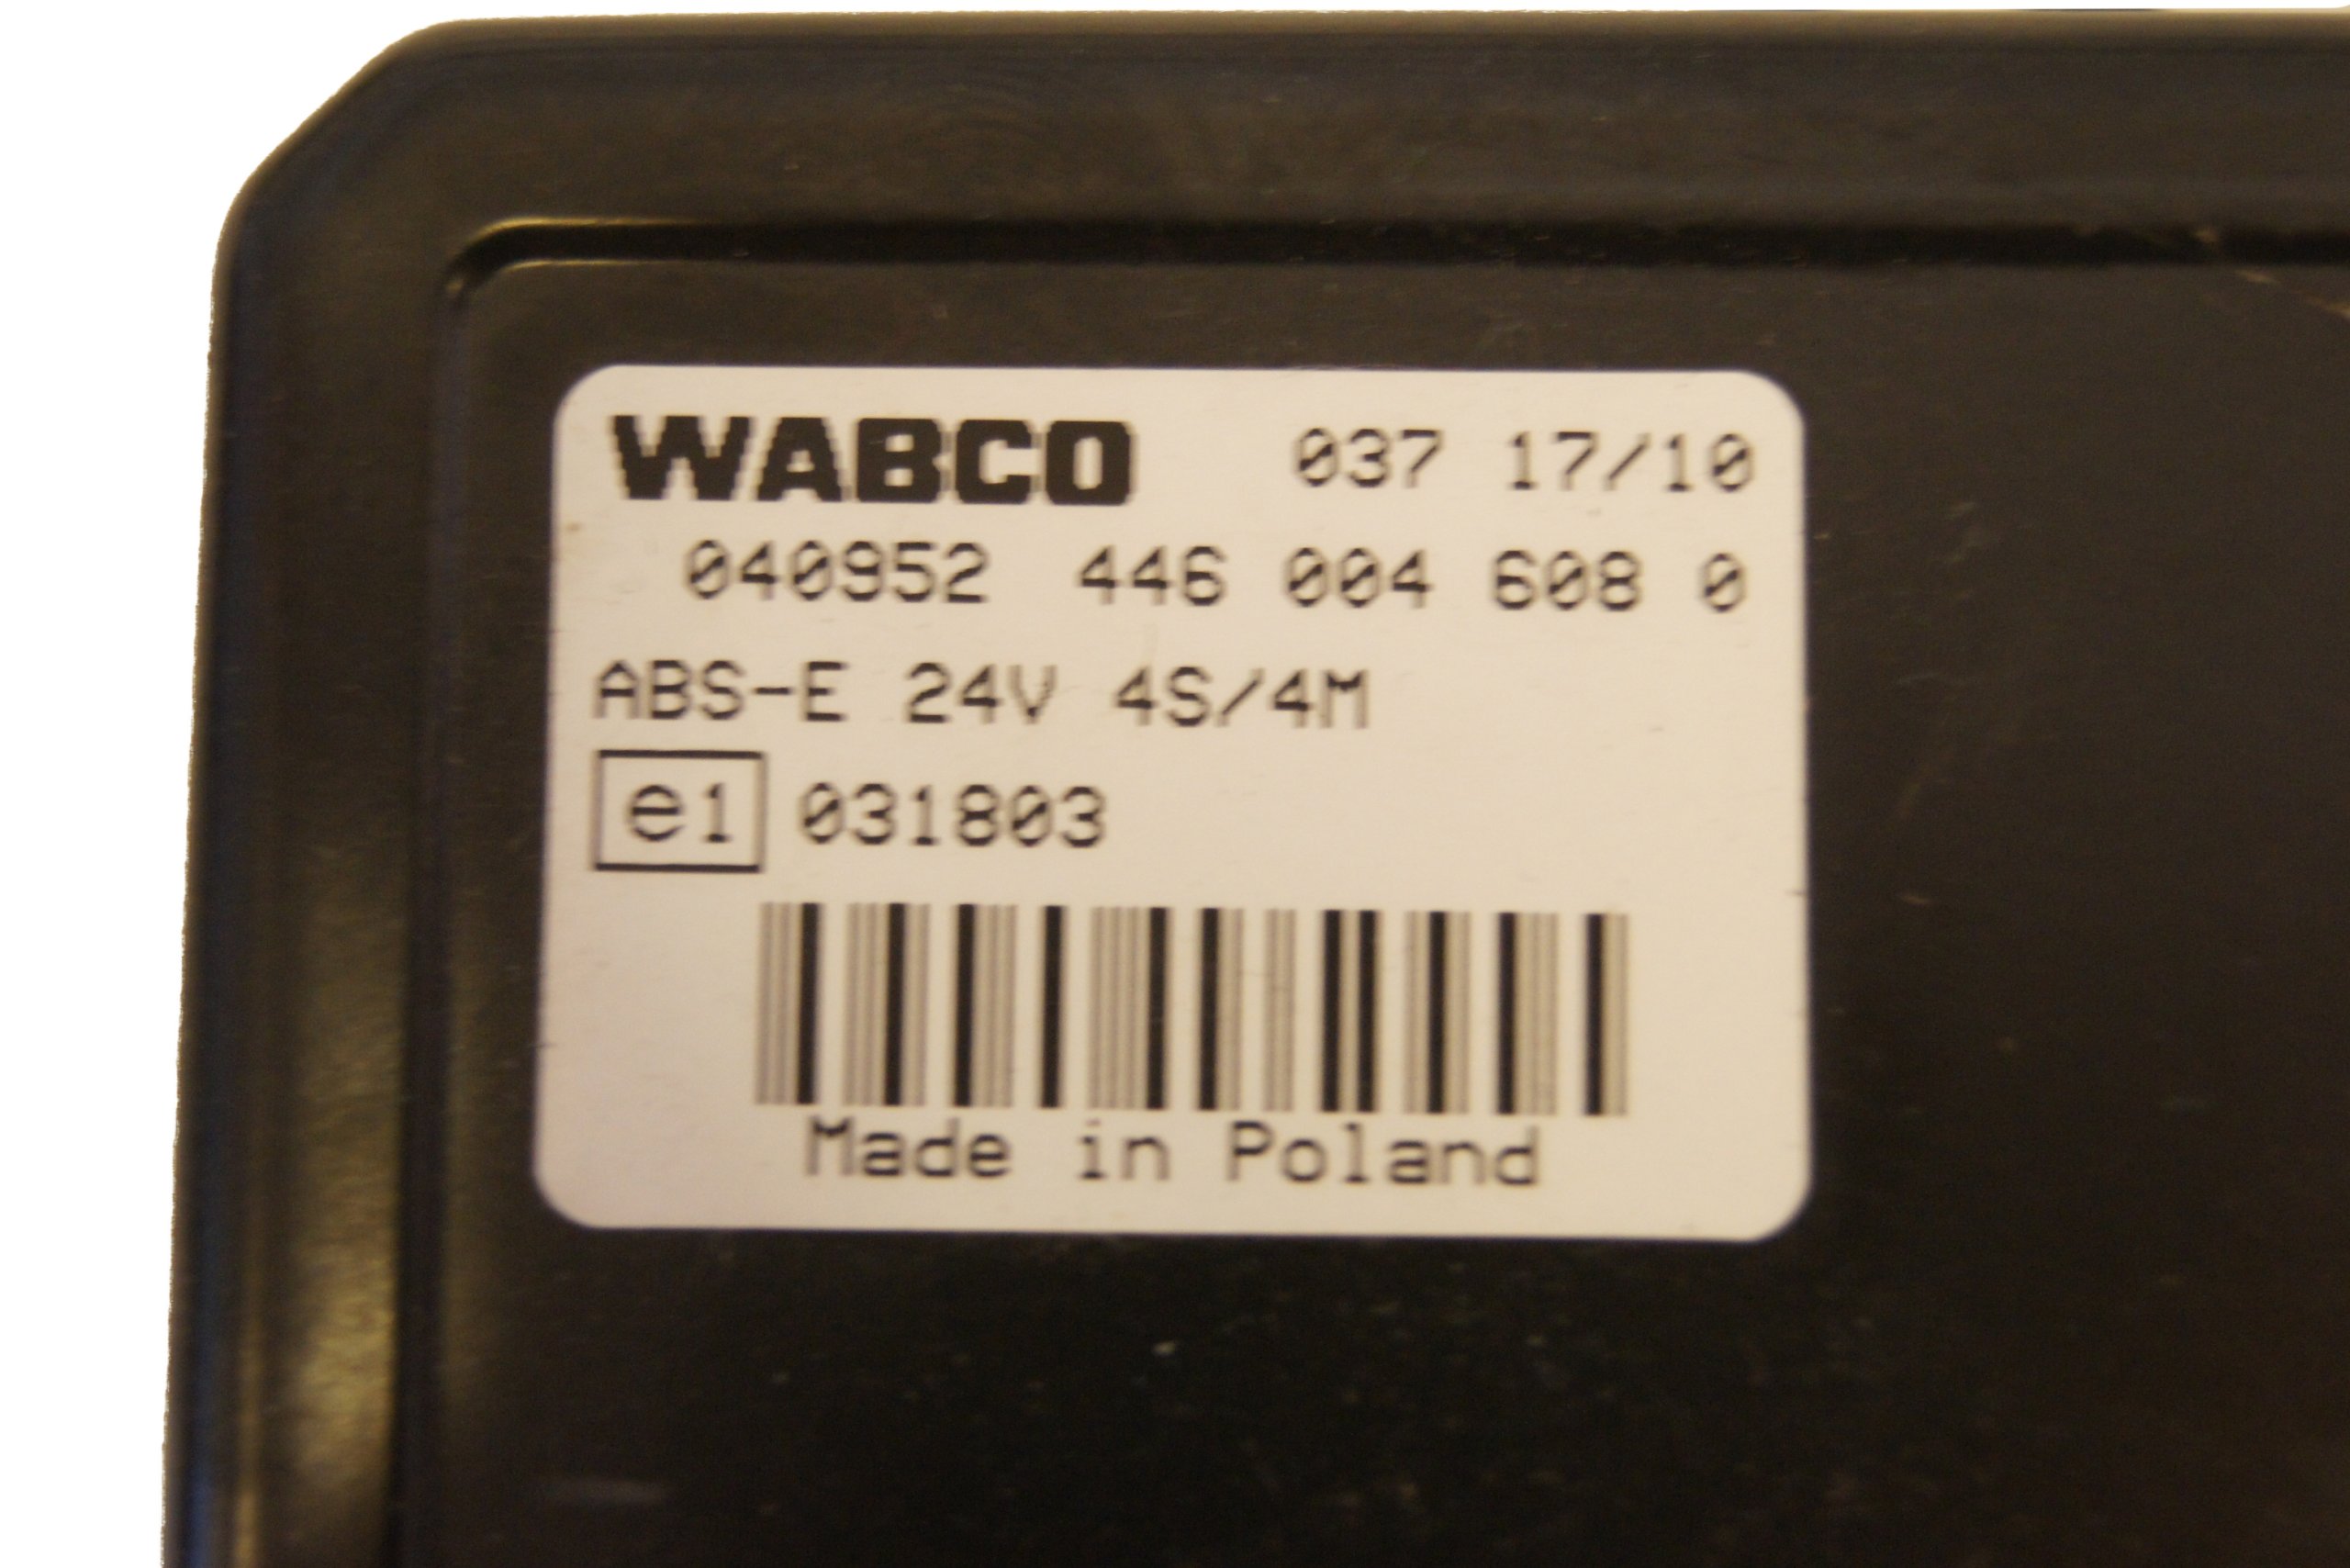 WABCO 037 17/10
040952 446 004 608 0
ABS-E 24V 4S/4M
e1 031803
Made in Poland